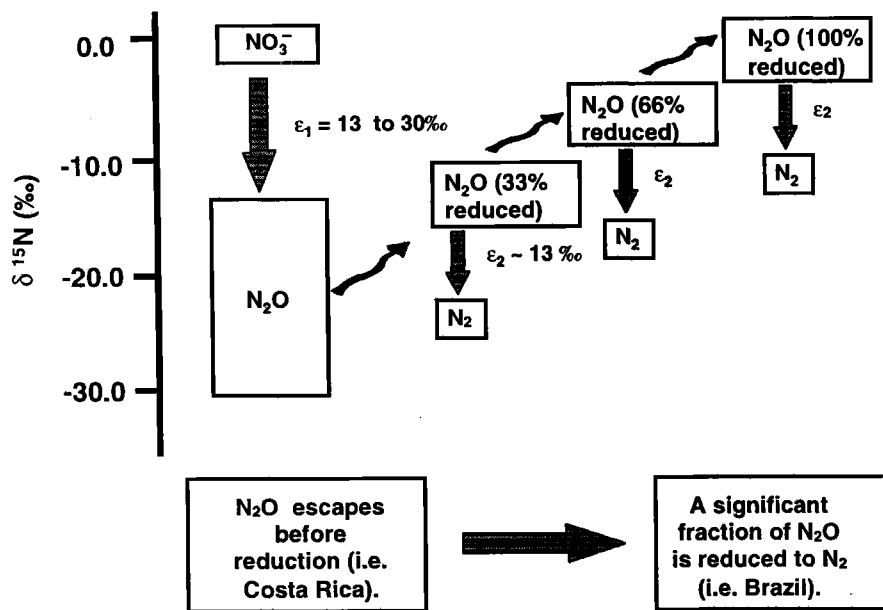 δ ¹⁵N (‰)
0.0
-10.0
-20.0
-30.0
NO₃⁻
ε₁ = 13 to 30‰
N₂O
N₂O (33%
reduced)
ε₂ ~ 13 ‰
N₂
N₂O (66%
reduced)
ε₂
N₂
N₂O (100%
reduced)
ε₂
N₂
N₂O escapes
before
reduction (i.e.
Costa Rica).
A significant
fraction of N₂O
is reduced to N₂
(i.e. Brazil).